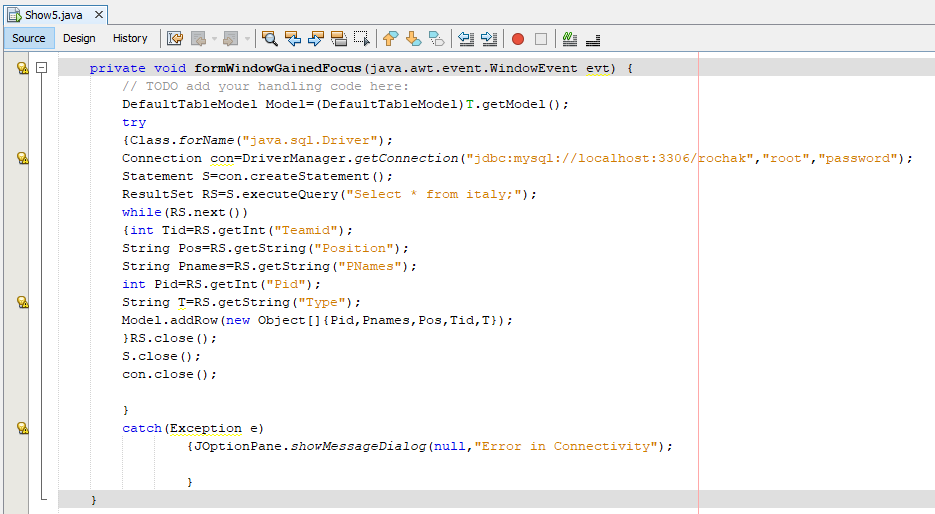 Show5.java
Source Design History
private void formWindowGainedFocus(java.awt.event.WindowEvent evt) {
// TODO add your handling code here:
DefaultTableModel Model=(DefaultTableModel)T.getModel();
try
{Class.forName("java.sql.Driver");
Connection con=DriverManager.getConnection("jdbc:mysql://localhost:3306/rochak","root","password");
Statement S=con.createStatement();
ResultSet RS=S.executeQuery("Select * from italy;");
while(RS.next())
{int Tid=RS.getInt("Teamid");
String Pos=RS.getString("Position");
String Pnames=RS.getString("PNames");
int Pid=RS.getInt("Pid");
String T=RS.getString("Type");
Model.addRow(new Object[]{Pid,Pnames,Pos,Tid,T});
}RS.close();
S.close();
con.close();
}
catch(Exception e)
{JOptionPane.showMessageDialog(null,"Error in Connectivity");
}
}